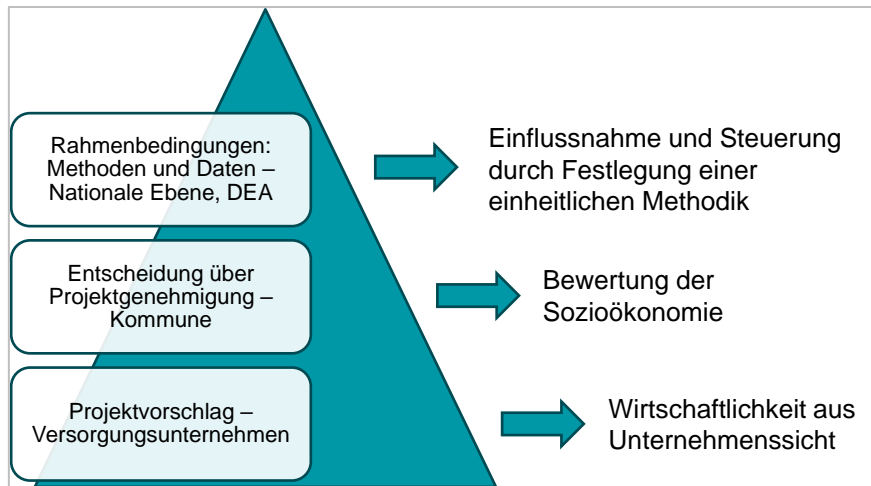 Rahmenbedingungen:
Methoden und Daten –
Nationale Ebene, DEA
Einflussnahme und Steuerung
durch Festlegung einer
einheitlichen Methodik
Entscheidung über
Projektgenehmigung –
Kommune
Bewertung der
Sozioökonomie
Projektvorschlag –
Versorgungsunternehmen
Wirtschaftlichkeit aus
Unternehmenssicht